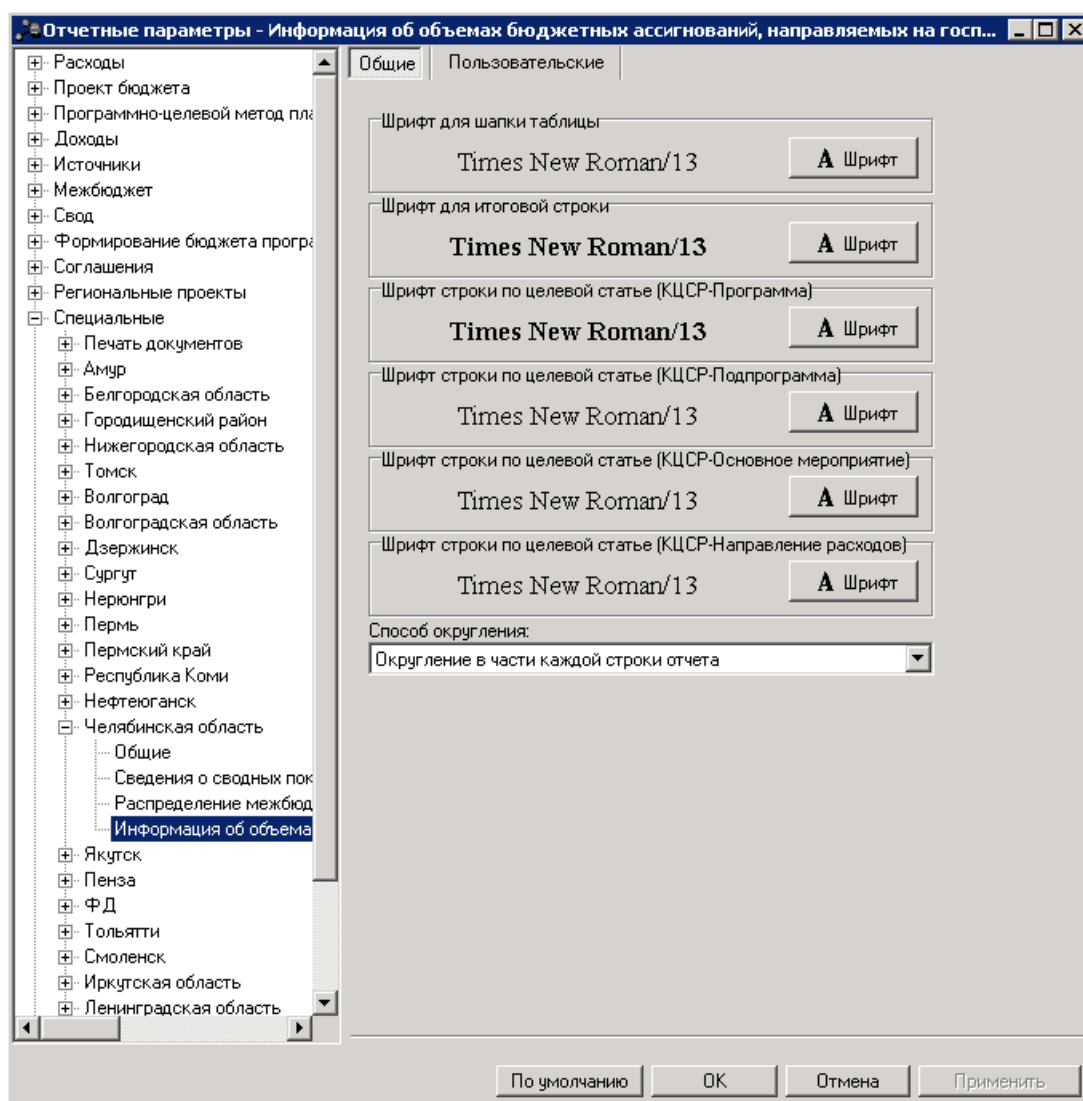 Отчетные параметры - Информация об объемах бюджетных ассигнований, направляемых на госп...
Расходы
Проект бюджета
Программно-целевой метод пла
Доходы
Источники
Межбюджет
Свод
Формирование бюджета програ
Соглашения
Региональные проекты
Специальные
Печать документов
Амур
Белгородская область
Городищенский район
Нижегородская область
Томск
Волгоград
Волгоградская область
Дзержинск
Сургут
Нерюнгри
Пермь
Пермский край
Республика Коми
Нефтеюганск
Челябинская область
Общие
Сведения о сводных пок
Распределение межбюд
Информация об объема
Якутск
Пенза
ФД
Тольятти
Смоленск
Иркутская область
Ленинградская область
Общие Пользовательские
Шрифт для шапки таблицы
Times New Roman/13 А Шрифт
Шрифт для итоговой строки
Times New Roman/13 А Шрифт
Шрифт строки по целевой статье (КЦСР-Программа)
Times New Roman/13 А Шрифт
Шрифт строки по целевой статье (КЦСР-Подпрограмма)
Times New Roman/13 А Шрифт
Шрифт строки по целевой статье (КЦСР-Основное мероприятие)
Times New Roman/13 А Шрифт
Шрифт строки по целевой статье (КЦСР-Направление расходов)
Times New Roman/13 А Шрифт
Способ округления:
Округление в части каждой строки отчета
По умолчанию ОК Отмена Применить